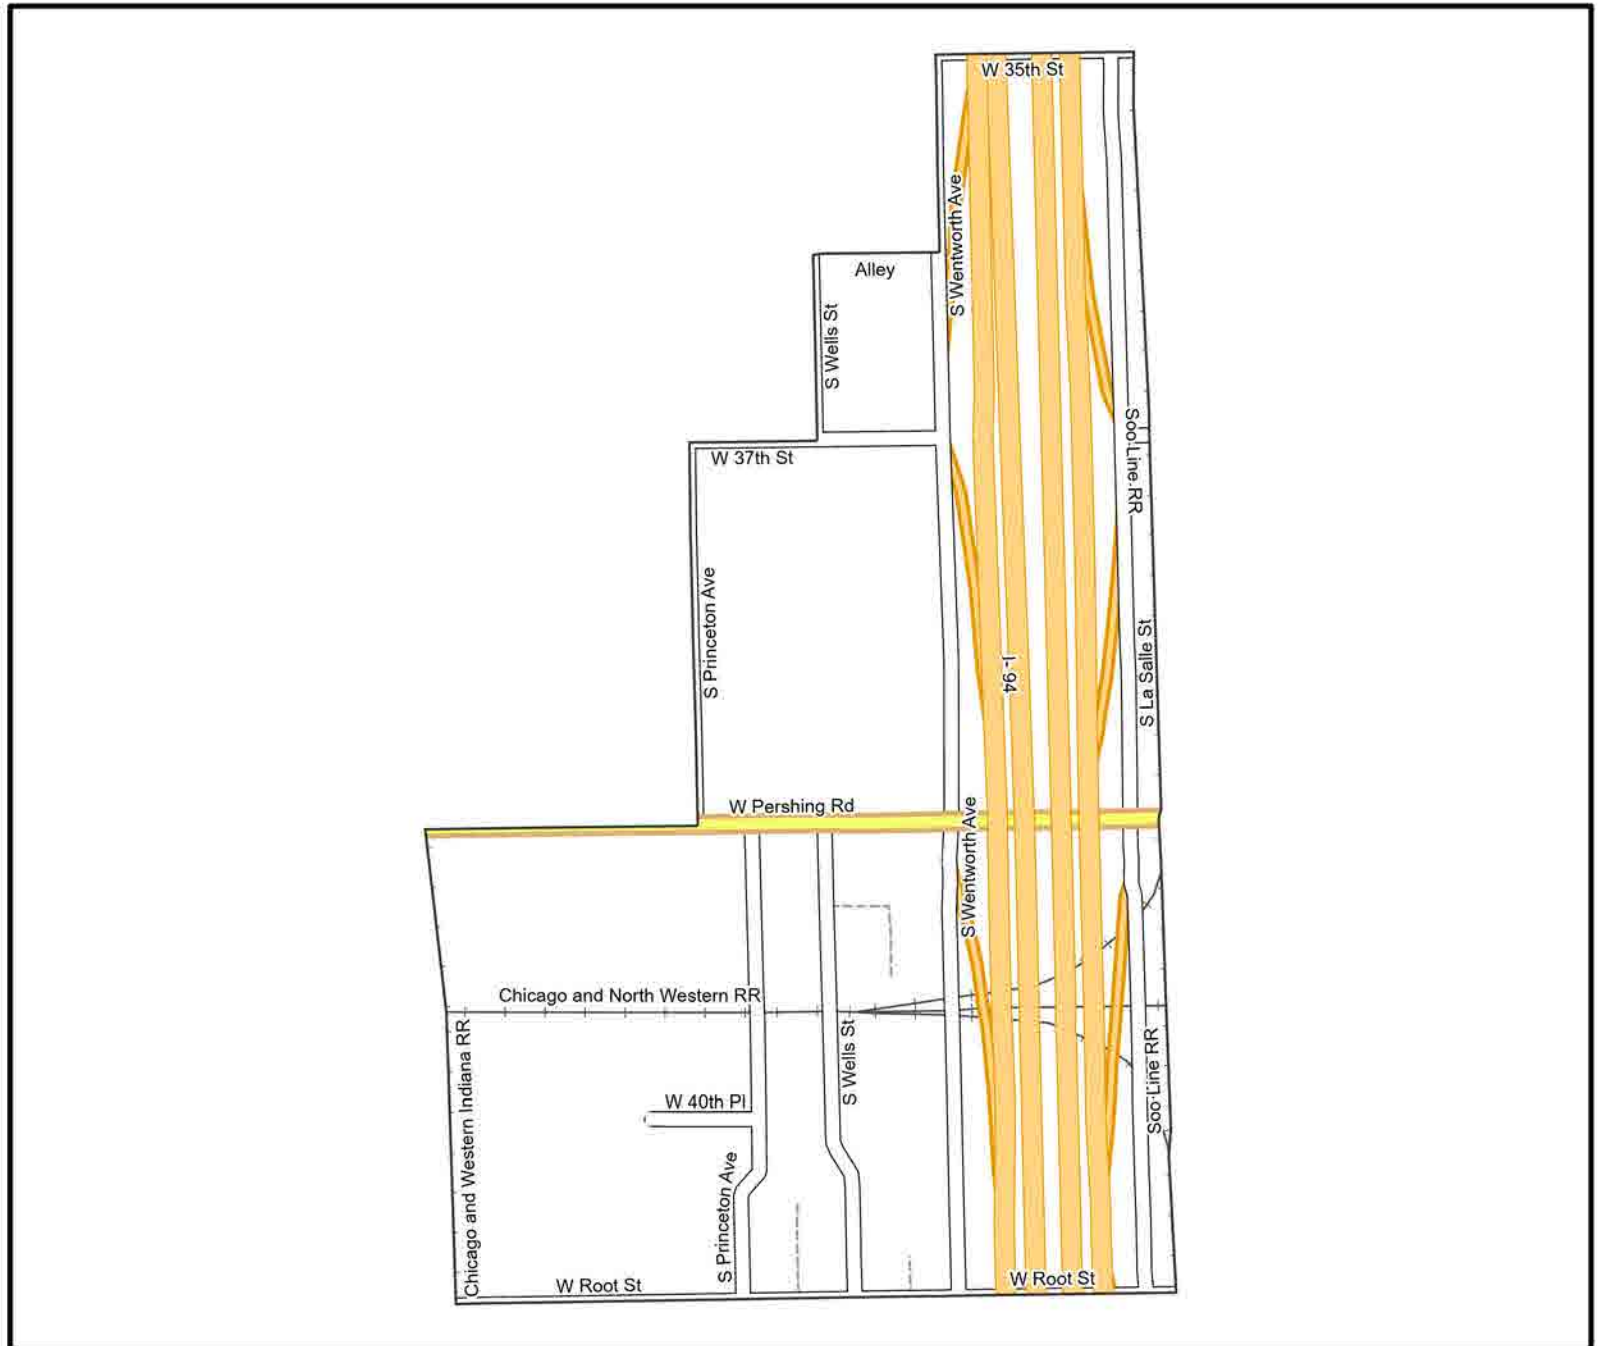 W 35th St
S Wentworth Ave
Alley
S Wells St
Soo Line RR
W 37th St
S Princeton Ave
I- 94
S La Salle St
W Pershing Rd
S Wentworth Ave
Chicago and North Western RR
Chicago and Western Indiana RR
S Wells St
Soo Line RR
W 40th Pl
S Princeton Ave
W Root St
W Root St